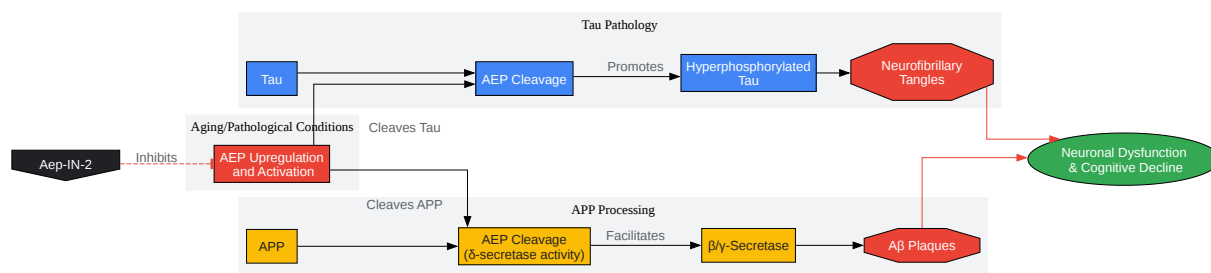 Tau Pathology
Tau
AEP Cleavage
Promotes
Hyperphosphorylated
Tau
Neurofibrillary
Tangles
Aging/Pathological Conditions
Cleaves Tau
Aep-IN-2
Inhibits
AEP Upregulation
and Activation
Neuronal Dysfunction
& Cognitive Decline
Cleaves APP
APP Processing
APP
AEP Cleavage
(δ-secretase activity)
Facilitates
β/γ-Secretase
Aβ Plaques